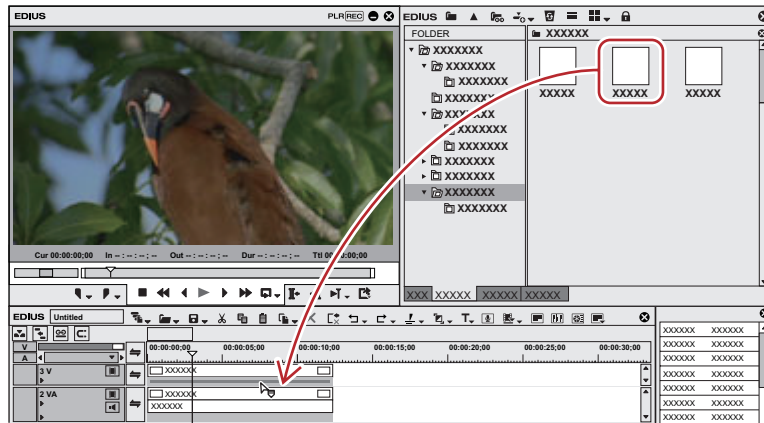 EDIUS PLR REC
Cur 00:00:00;00 In -- : -- : -- ; -- Out -- : -- : -- ; -- Dur -- : -- : -- ; -- Ttl 00:00:00;00
EDIUS
FOLDER
XXXXXXX
XXXXXXX
XXXXXXX
XXXXXXX
XXXXXXX
XXXXXXX
XXXXXXX
XXXXXXX
XXXXXXX
XXXXXXX
XXXXXXX
XXX XXXXX XXXXX XXXXX
XXXXXX
XXXXX XXXXX XXXXX
EDIUS Untitled
V
A
00:00:00;00 00:00:05;00 00:00:10;00 00:00:15;00 00:00:20;00 00:00:25;00 00:00:30;00
3 V
XXXXXX
2 VA
XXXXXX
XXXXXX
XXXXXX XXXXXX
XXXXXX XXXXXX
XXXXXX XXXXXX
XXXXXX XXXXXX
XXXXXX XXXXXX
XXXXXX XXXXXX
XXXXXX XXXXXX